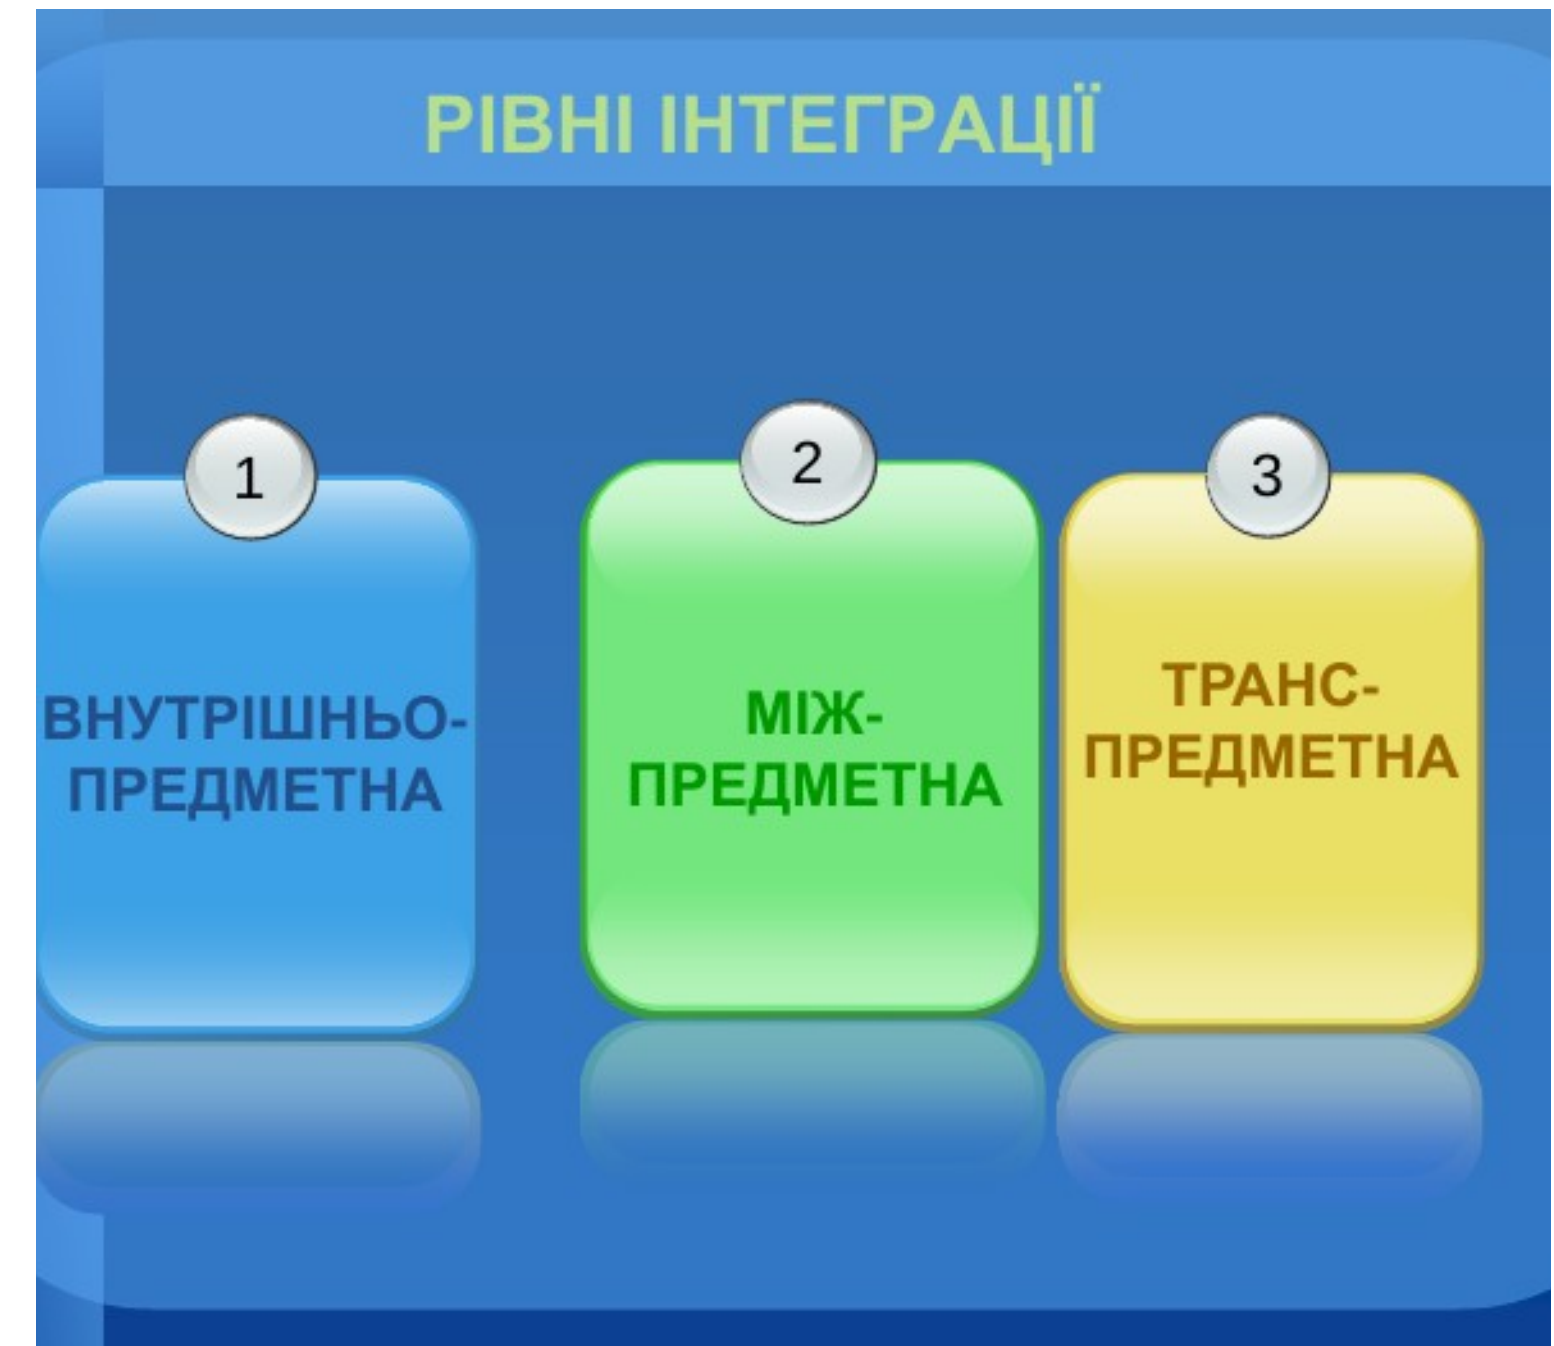 РІВНІ ІНТЕГРАЦІЇ
1
ВНУТРІШНЬО-
ПРЕДМЕТНА
2
МІЖ-
ПРЕДМЕТНА
3
ТРАНС-
ПРЕДМЕТНА